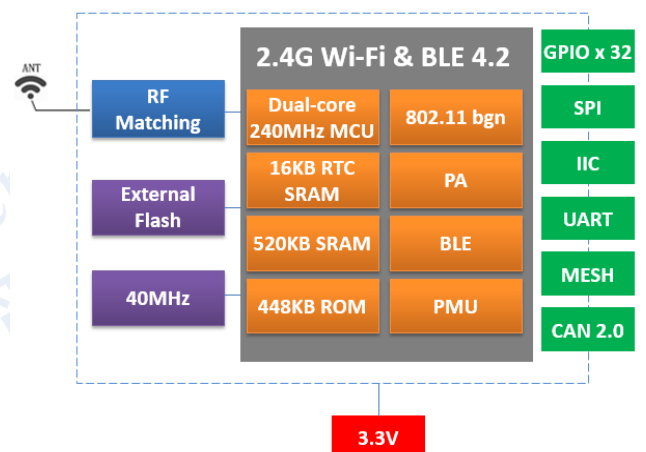 2.4G Wi-Fi & BLE 4.2
GPIO x 32
ANT
RF
Matching
Dual-core
240MHz MCU
802.11 bgn
SPI
16KB RTC
SRAM
PA
IIC
External
Flash
UART
520KB SRAM
BLE
MESH
40MHz
448KB ROM
PMU
CAN 2.0
3.3V